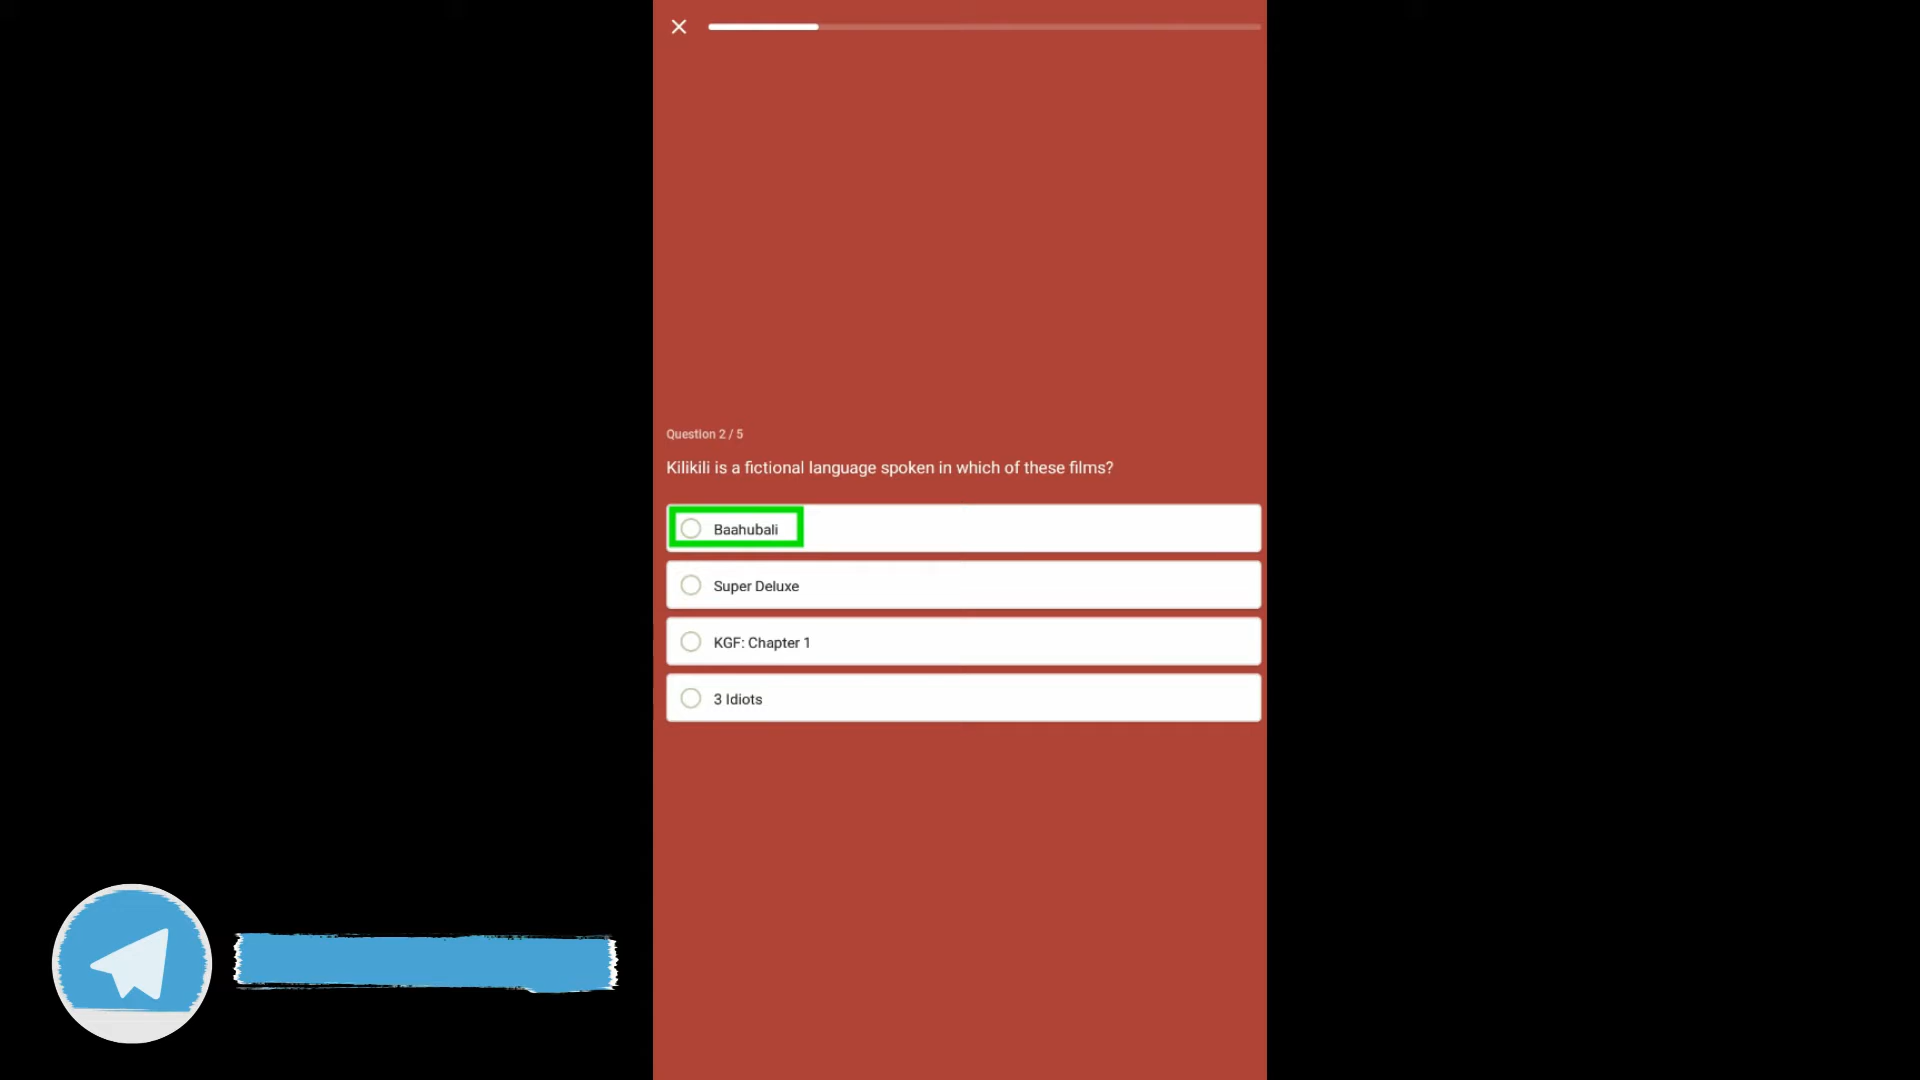 Question 2 / 5
Kilikili is a fictional language spoken in which of these films?
Baahubali
Super Deluxe
KGF: Chapter 1
3 Idiots